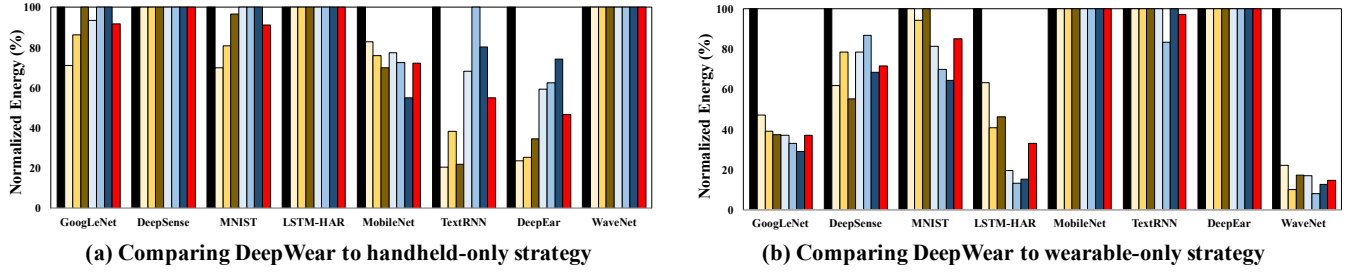 Normalized Energy (%)
100
80
60
40
20
0
GoogLeNet DeepSense MNIST LSTM-HAR MobileNet TextRNN DeepEar WaveNet
(a) Comparing DeepWear to handheld-only strategy
Normalized Energy (%)
100
80
60
40
20
0
GoogLeNet DeepSense MNIST LSTM-HAR MobileNet TextRNN DeepEar WaveNet
(b) Comparing DeepWear to wearable-only strategy